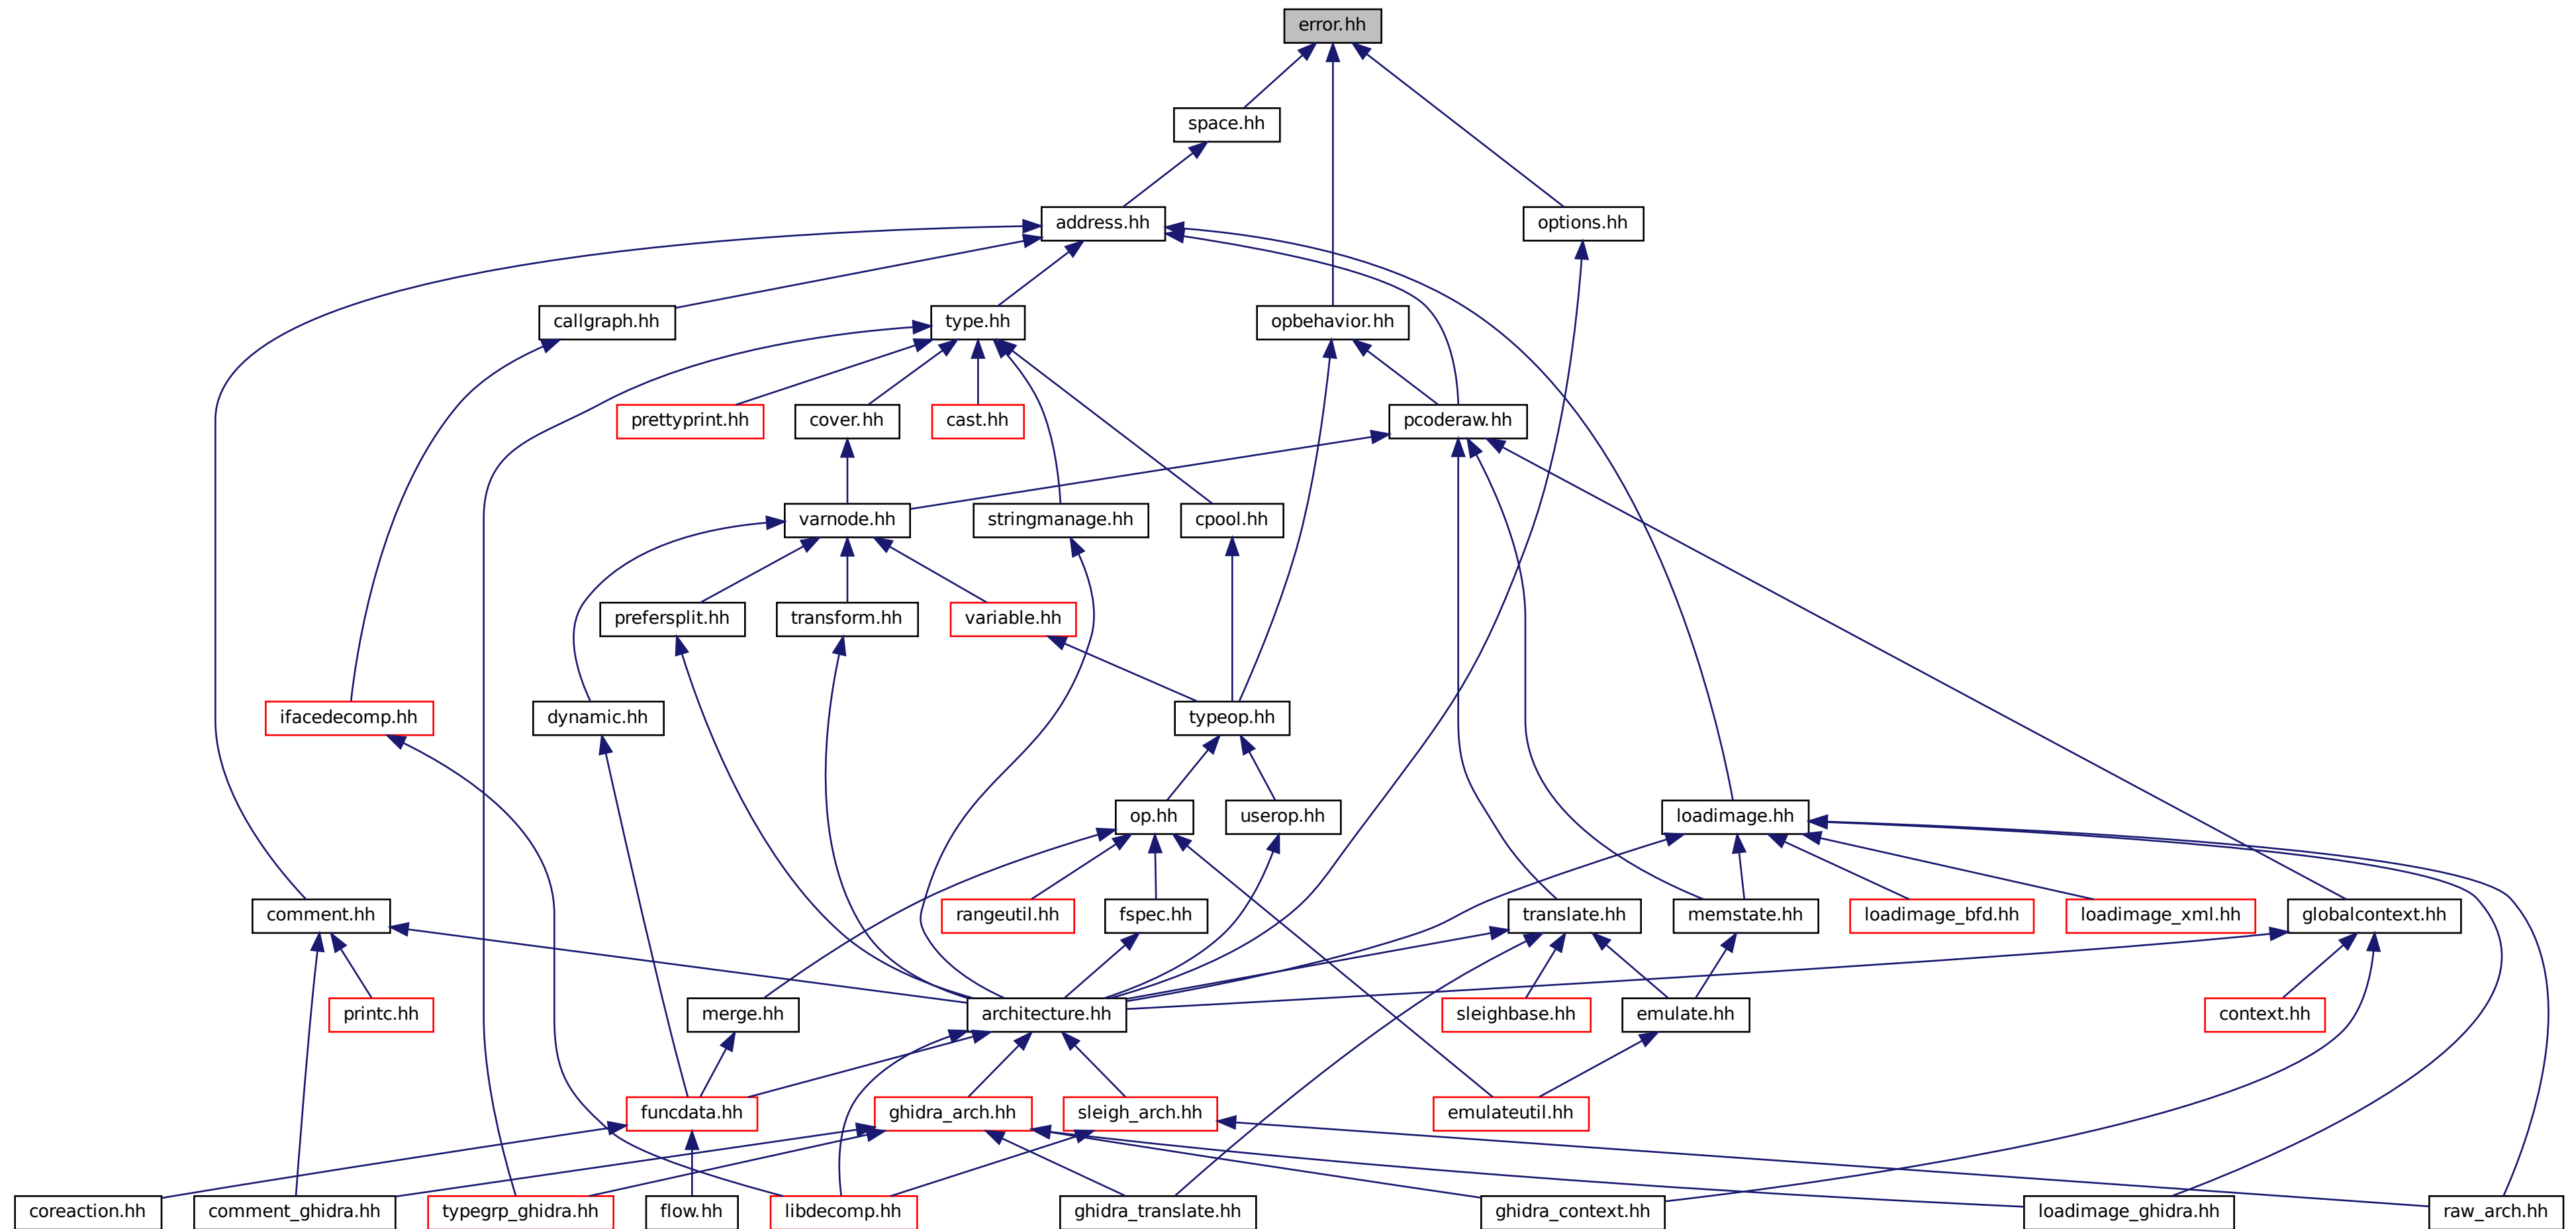 error.hh
space.hh
address.hh
options.hh
callgraph.hh
type.hh
opbehavior.hh
prettyprint.hh
cover.hh
cast.hh
pcoderaw.hh
varnode.hh
stringmanage.hh
cpool.hh
prefersplit.hh
transform.hh
variable.hh
ifacedecomp.hh
dynamic.hh
typeop.hh
op.hh
userop.hh
loadimage.hh
comment.hh
rangeutil.hh
fspec.hh
translate.hh
memstate.hh
loadimage_bfd.hh
loadimage_xml.hh
globalcontext.hh
printc.hh
merge.hh
architecture.hh
sleighbase.hh
emulate.hh
context.hh
funcdata.hh
ghidra_arch.hh
sleigh_arch.hh
emulateutil.hh
coreaction.hh
comment_ghidra.hh
typegrp_ghidra.hh
flow.hh
libdecomp.hh
ghidra_translate.hh
ghidra_context.hh
loadimage_ghidra.hh
raw_arch.hh